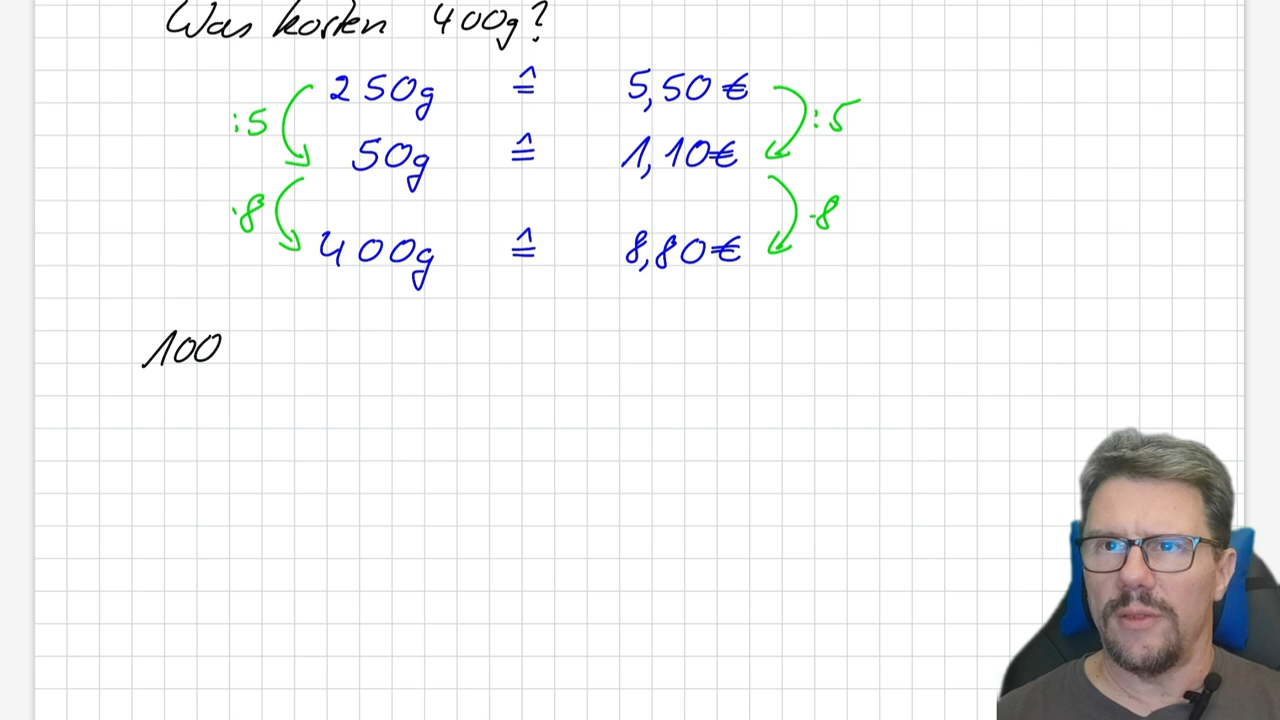 Was kosten 400g?
250g ≙ 5,50€
:5 :5
50g ≙ 1,10€
·8 ·8
400g ≙ 8,80€
100